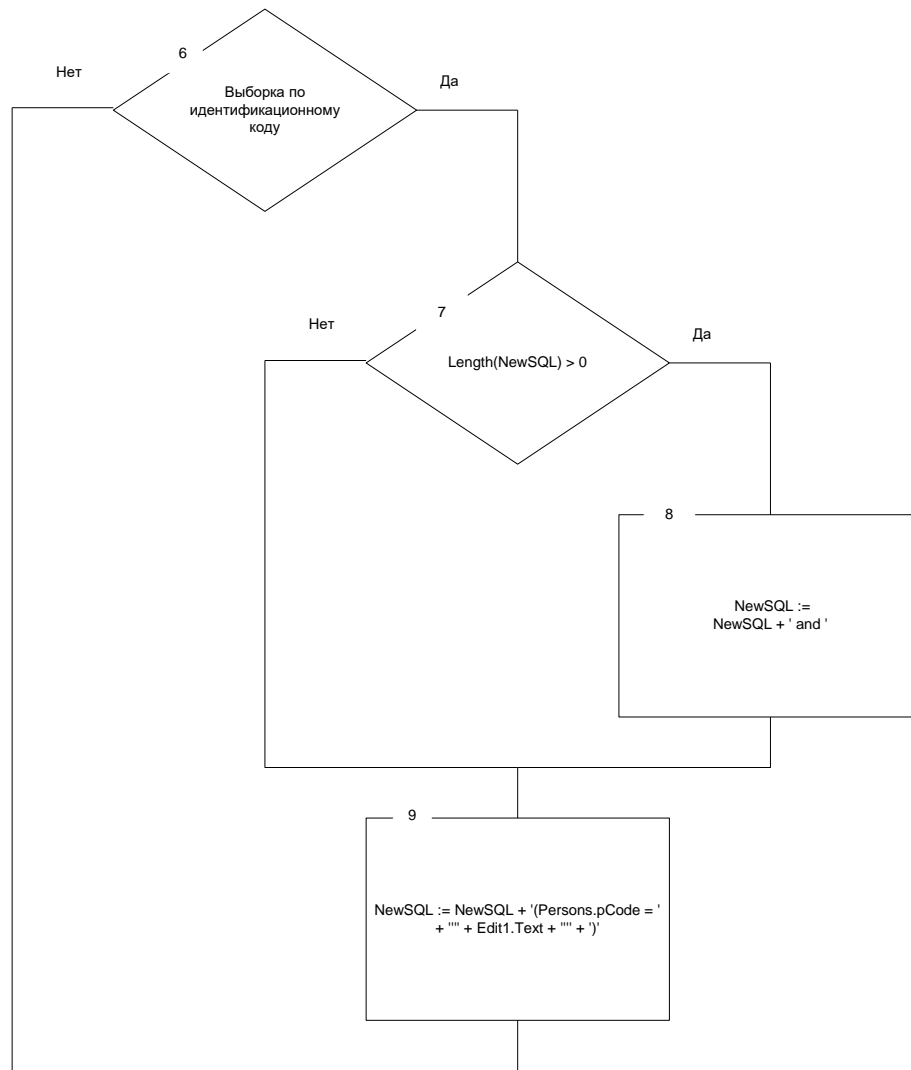 6
Нет
Да
Выборка по
идентификационному
коду
7
Нет
Да
Length(NewSQL) > 0
8
NewSQL :=
NewSQL + ' and '
9
NewSQL := NewSQL + '(Persons.pCode = '
+ '"' + Edit1.Text + '"' + ')'